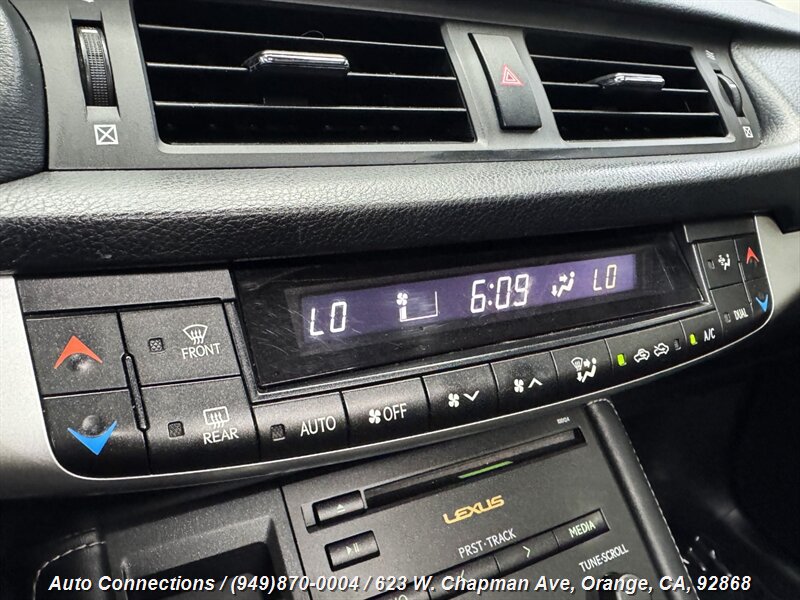 LO 6:09 LO
FRONT
REAR
AUTO
OFF
A/C
DUAL
LEXUS
PRST·TRACK
MEDIA
TUNE·SCROLL
Auto Connections / (949)870-0004 / 623 W. Chapman Ave, Orange, CA, 92868